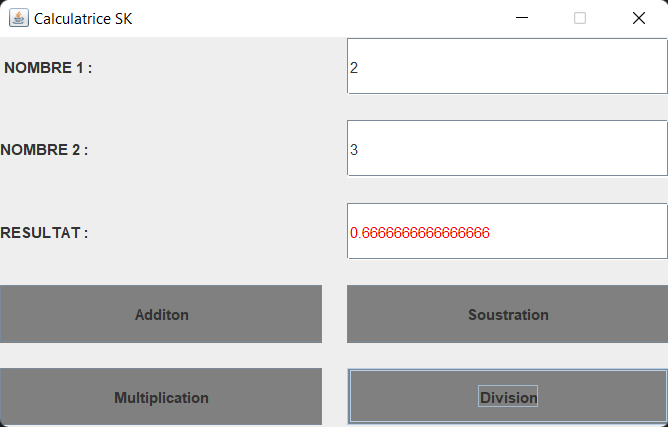 Calculatrice SK
NOMBRE 1 : 2
NOMBRE 2 : 3
RESULTAT : 0.6666666666666666
Additon Soustration
Multiplication Division